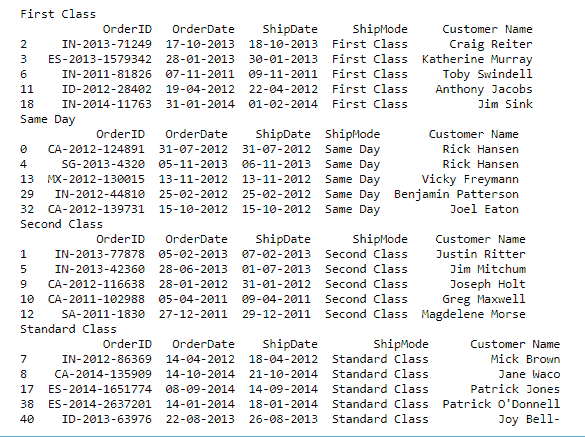 First Class
OrderID OrderDate ShipDate ShipMode Customer Name
2 IN-2013-71249 17-10-2013 18-10-2013 First Class Craig Reiter
3 ES-2013-1579342 28-01-2013 30-01-2013 First Class Katherine Murray
6 IN-2011-81826 07-11-2011 09-11-2011 First Class Toby Swindell
11 ID-2012-28402 19-04-2012 22-04-2012 First Class Anthony Jacobs
18 IN-2014-11763 31-01-2014 01-02-2014 First Class Jim Sink
Same Day
OrderID OrderDate ShipDate ShipMode Customer Name
0 CA-2012-124891 31-07-2012 31-07-2012 Same Day Rick Hansen
4 SG-2013-4320 05-11-2013 06-11-2013 Same Day Rick Hansen
13 MX-2012-130015 13-11-2012 13-11-2012 Same Day Vicky Freymann
29 IN-2012-44810 25-02-2012 25-02-2012 Same Day Benjamin Patterson
32 CA-2012-139731 15-10-2012 15-10-2012 Same Day Joel Eaton
Second Class
OrderID OrderDate ShipDate ShipMode Customer Name
1 IN-2013-77878 05-02-2013 07-02-2013 Second Class Justin Ritter
5 IN-2013-42360 28-06-2013 01-07-2013 Second Class Jim Mitchum
9 CA-2012-116638 28-01-2012 31-01-2012 Second Class Joseph Holt
10 CA-2011-102988 05-04-2011 09-04-2011 Second Class Greg Maxwell
12 SA-2011-1830 27-12-2011 29-12-2011 Second Class Magdelene Morse
Standard Class
OrderID OrderDate ShipDate ShipMode Customer Name
7 IN-2012-86369 14-04-2012 18-04-2012 Standard Class Mick Brown
8 CA-2014-135909 14-10-2014 21-10-2014 Standard Class Jane Waco
17 ES-2014-1651774 08-09-2014 14-09-2014 Standard Class Patrick Jones
38 ES-2014-2637201 14-01-2014 18-01-2014 Standard Class Patrick O'Donnell
40 ID-2013-63976 22-08-2013 26-08-2013 Standard Class Joy Bell-